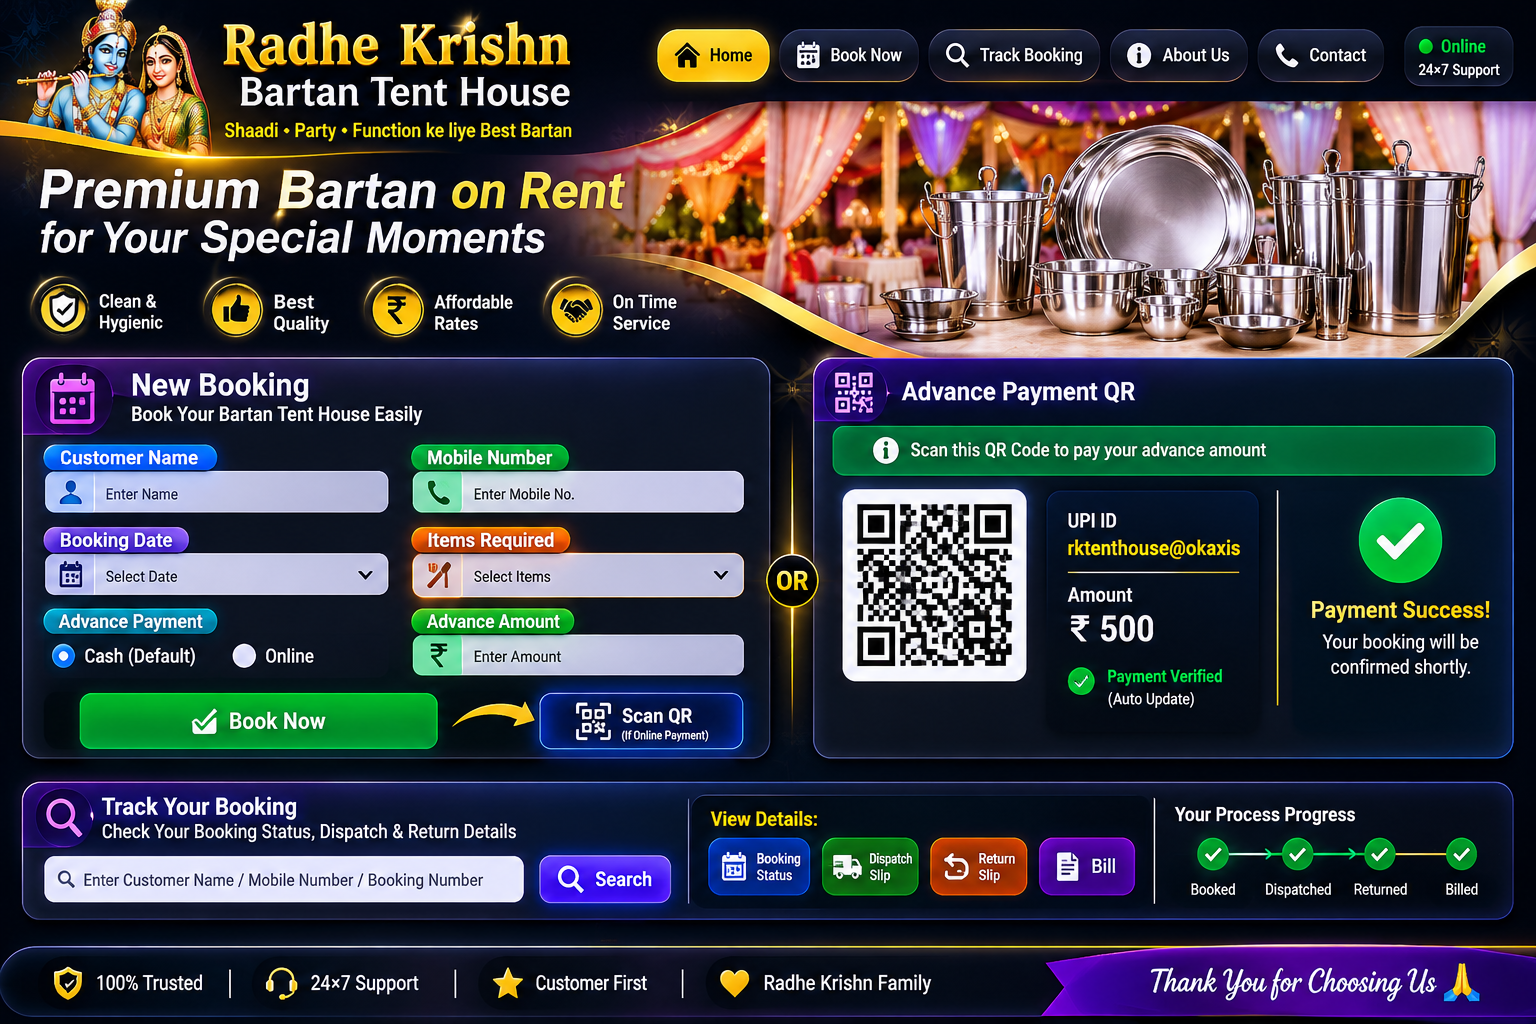 Radhe Krishn
Bartan Tent House
Shaadi • Party • Function ke liye Best Bartan
Home
Book Now
Track Booking
About Us
Contact
Online
24×7 Support
Premium Bartan on Rent
for Your Special Moments
Clean &
Hygienic
Best
Quality
Affordable
Rates
On Time
Service
New Booking
Book Your Bartan Tent House Easily
Customer Name
Enter Name
Mobile Number
Enter Mobile No.
Booking Date
Select Date
Items Required
Select Items
Advance Payment
Cash (Default)
Online
Advance Amount
₹
Enter Amount
Book Now
Scan QR
(If Online Payment)
OR
Advance Payment QR
Scan this QR Code to pay your advance amount
UPI ID
rktenthouse@okaxis
Amount
₹ 500
Payment Verified
(Auto Update)
Payment Success!
Your booking will be
confirmed shortly.
Track Your Booking
Check Your Booking Status, Dispatch & Return Details
Enter Customer Name / Mobile Number / Booking Number
Search
View Details:
Booking
Status
Dispatch
Slip
Return
Slip
Bill
Your Process Progress
Booked
Dispatched
Returned
Billed
100% Trusted
24×7 Support
Customer First
Radhe Krishn Family
Thank You for Choosing Us 🙏